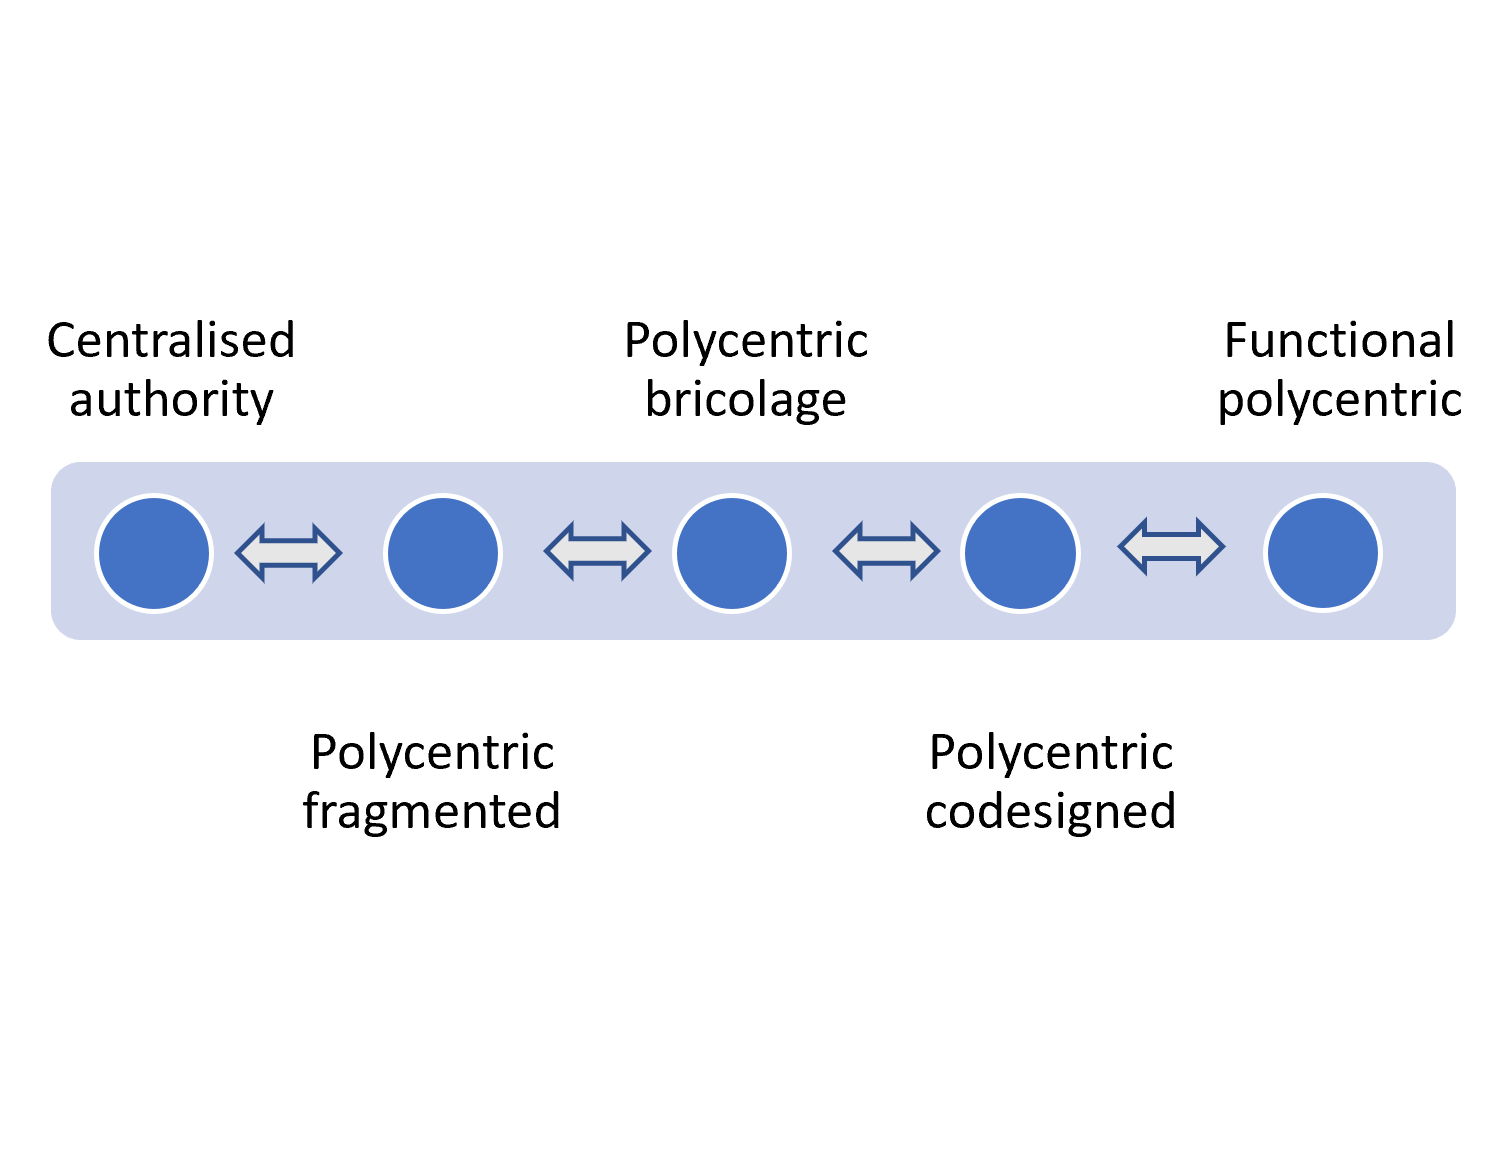 Centralised
authority
Polycentric
bricolage
Functional
polycentric
Polycentric
fragmented
Polycentric
codesigned